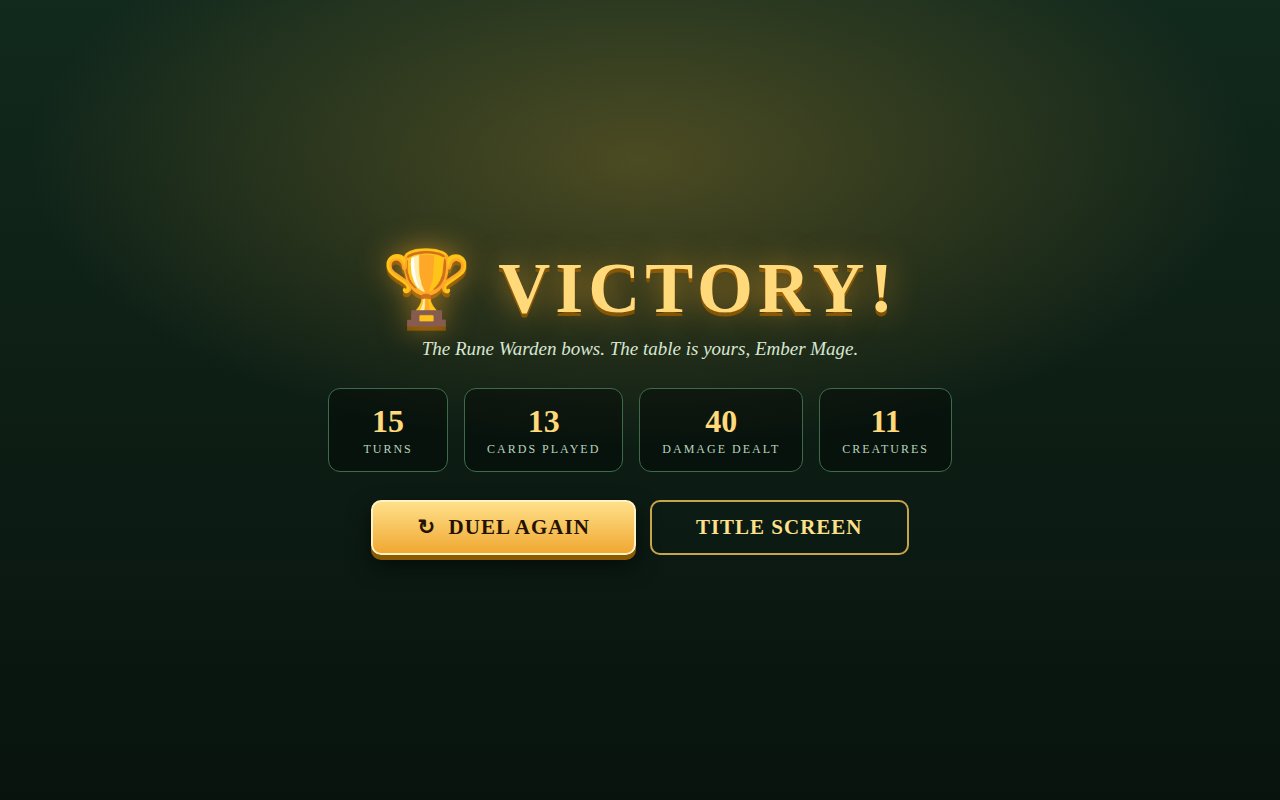 VICTORY!
The Rune Warden bows. The table is yours, Ember Mage.
15 13 40 11
TURNS CARDS PLAYED DAMAGE DEALT CREATURES
↻ DUEL AGAIN TITLE SCREEN